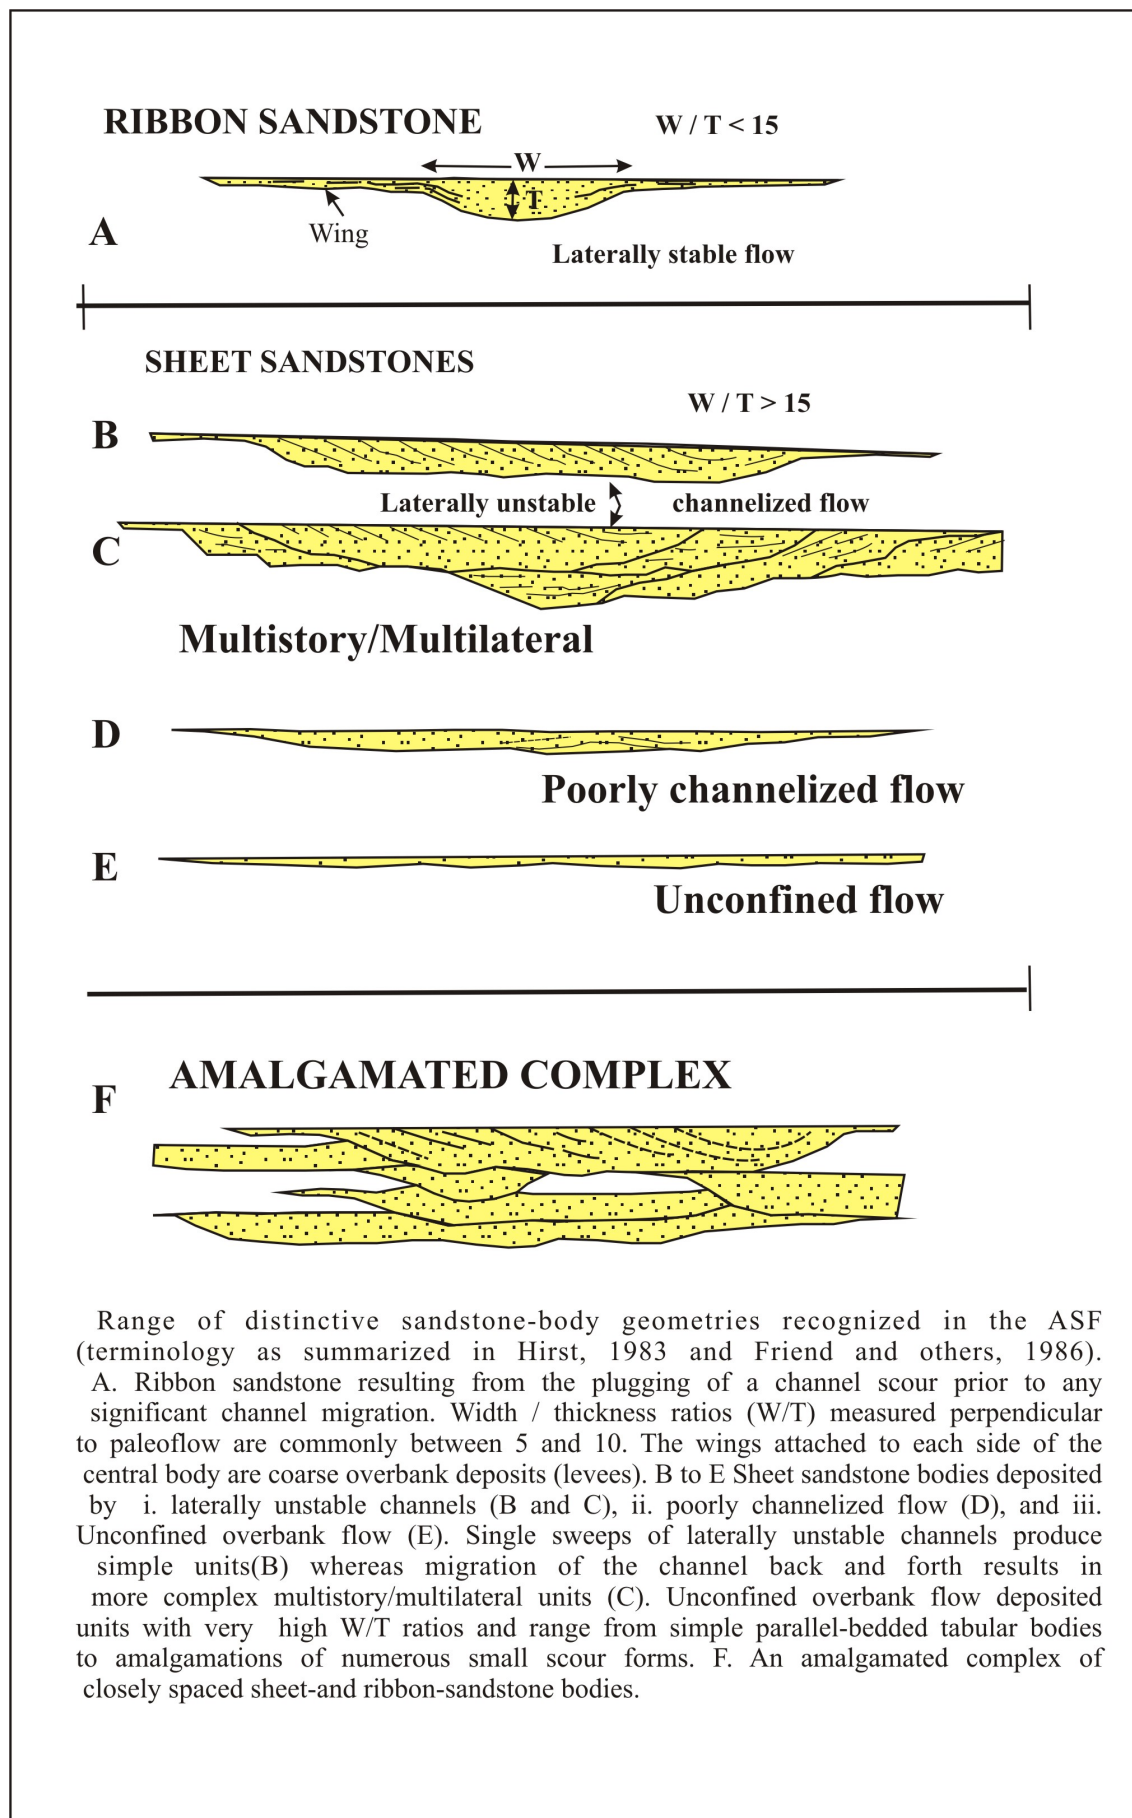 RIBBON SANDSTONE
W / T < 15
W
T
Wing
A
Laterally stable flow
SHEET SANDSTONES
W / T > 15
B
Laterally unstable channelized flow
C
Multistory/Multilateral
D
Poorly channelized flow
E
Unconfined flow
AMALGAMATED COMPLEX
F
Range of distinctive sandstone-body geometries recognized in the ASF
(terminology as summarized in Hirst, 1983 and Friend and others, 1986).
A. Ribbon sandstone resulting from the plugging of a channel scour prior to any
significant channel migration. Width / thickness ratios (W/T) measured perpendicular
to paleoflow are commonly between 5 and 10. The wings attached to each side of the
central body are coarse overbank deposits (levees). B to E Sheet sandstone bodies deposited
by i. laterally unstable channels (B and C), ii. poorly channelized flow (D), and iii.
Unconfined overbank flow (E). Single sweeps of laterally unstable channels produce
simple units(B) whereas migration of the channel back and forth results in
more complex multistory/multilateral units (C). Unconfined overbank flow deposited
units with very high W/T ratios and range from simple parallel-bedded tabular bodies
to amalgamations of numerous small scour forms. F. An amalgamated complex of
closely spaced sheet-and ribbon-sandstone bodies.